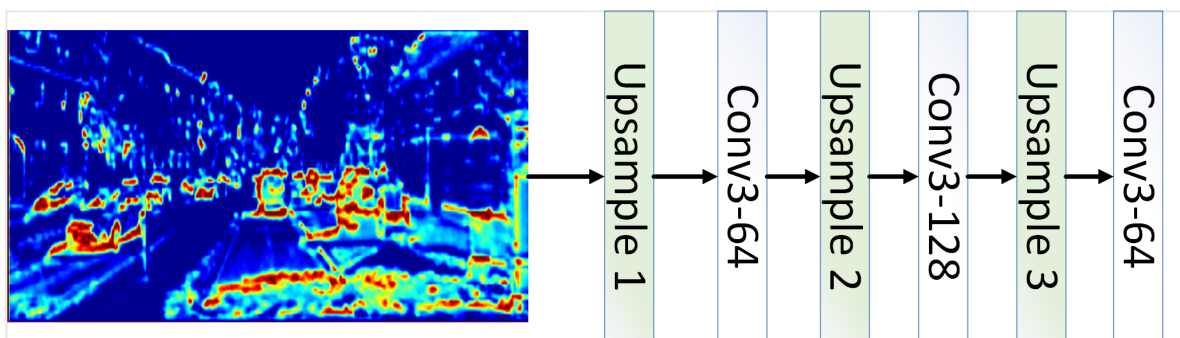 Upsample 1
Conv3-64
Upsample 2
Conv3-128
Upsample 3
Conv3-64